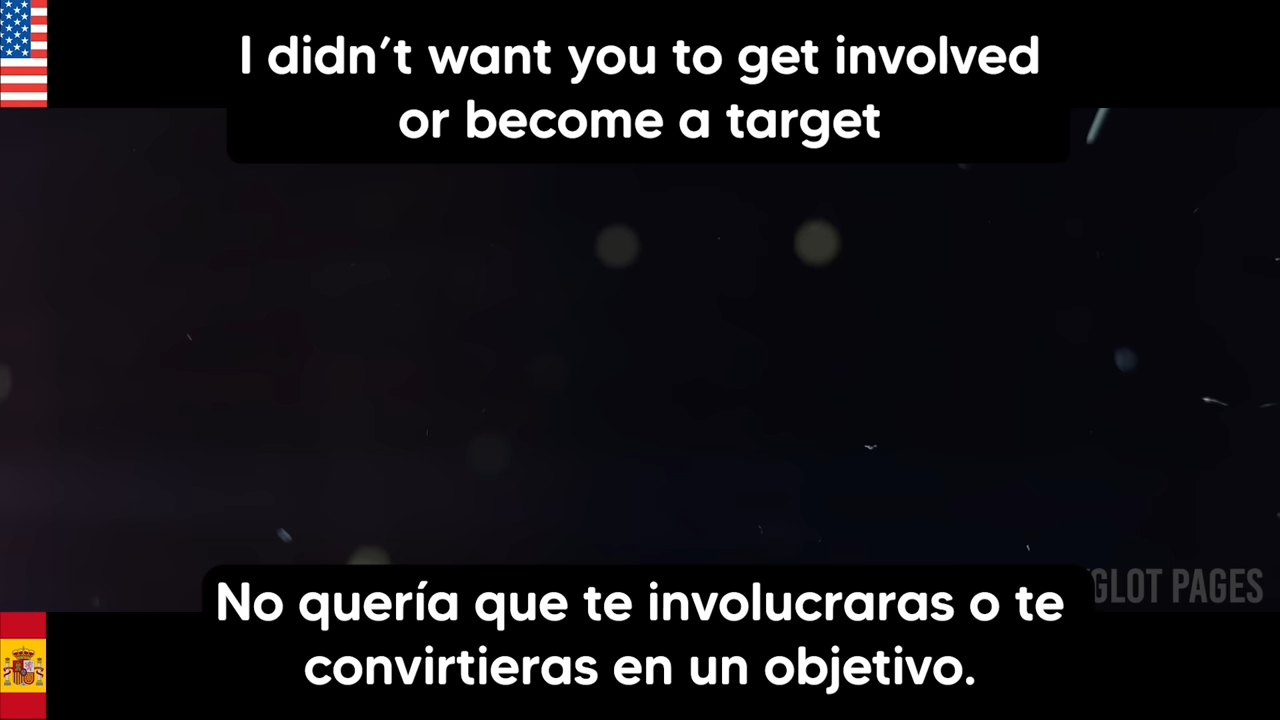 I didn’t want you to get involved
or become a target
GLOT PAGES
No quería que te involucraras o te
convirtieras en un objetivo.